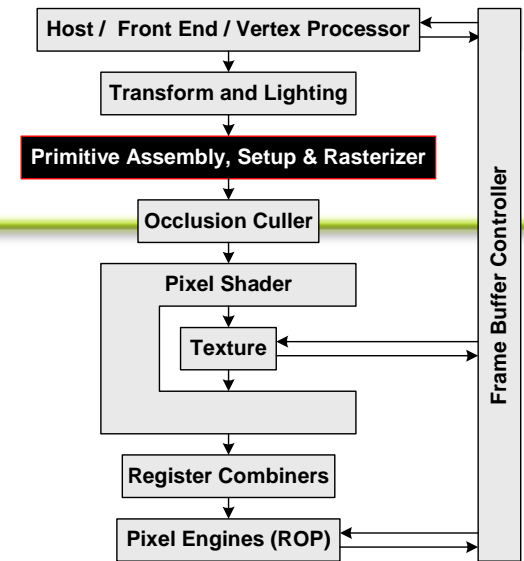 Host / Front End / Vertex Processor
Transform and Lighting
Primitive Assembly, Setup & Rasterizer
Occlusion Culler
Pixel Shader
Texture
Register Combiners
Pixel Engines (ROP)
Frame Buffer Controller